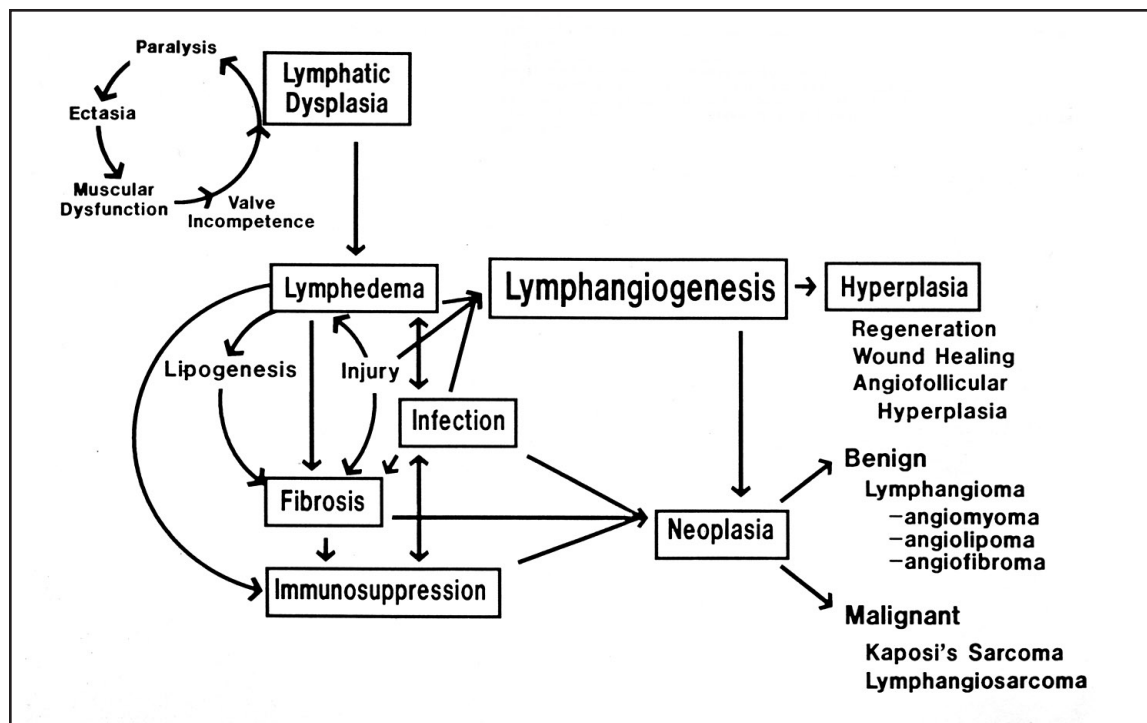 Paralysis
Lymphatic
Dysplasia
Ectasia
Muscular
Dysfunction
Valve
Incompetence
Lymphedema
Lymphangiogenesis
Hyperplasia
Regeneration
Wound Healing
Angiofollicular
Hyperplasia
Lipogenesis
Injury
Infection
Fibrosis
Immunosuppression
Neoplasia
Benign
Lymphangioma
–angiomyoma
–angiolipoma
–angiofibroma
Malignant
Kaposi's Sarcoma
Lymphangiosarcoma